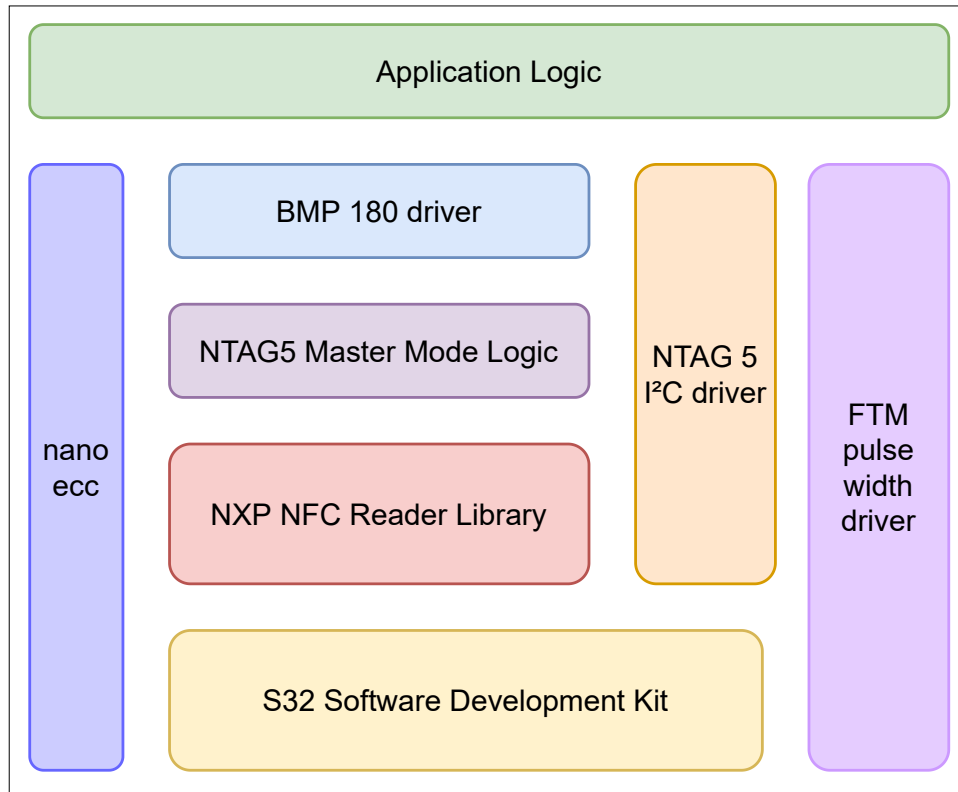 Application Logic
BMP 180 driver
NTAG5 Master Mode Logic
NXP NFC Reader Library
S32 Software Development Kit
nano
ecc
NTAG 5
I²C driver
FTM
pulse
width
driver